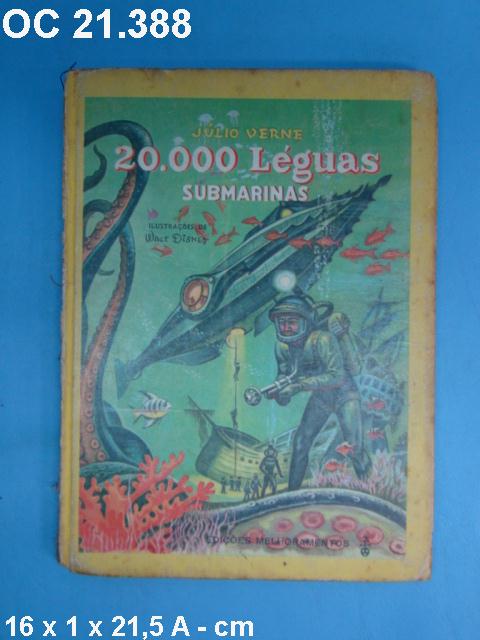 OC 21.388
JÚLIO VERNE
20.000 Léguas
SUBMARINAS
ILUSTRAÇÕES DE
WALT DISNEY
EDIÇÕES MELHORAMENTOS
16 x 1 x 21,5 A - cm